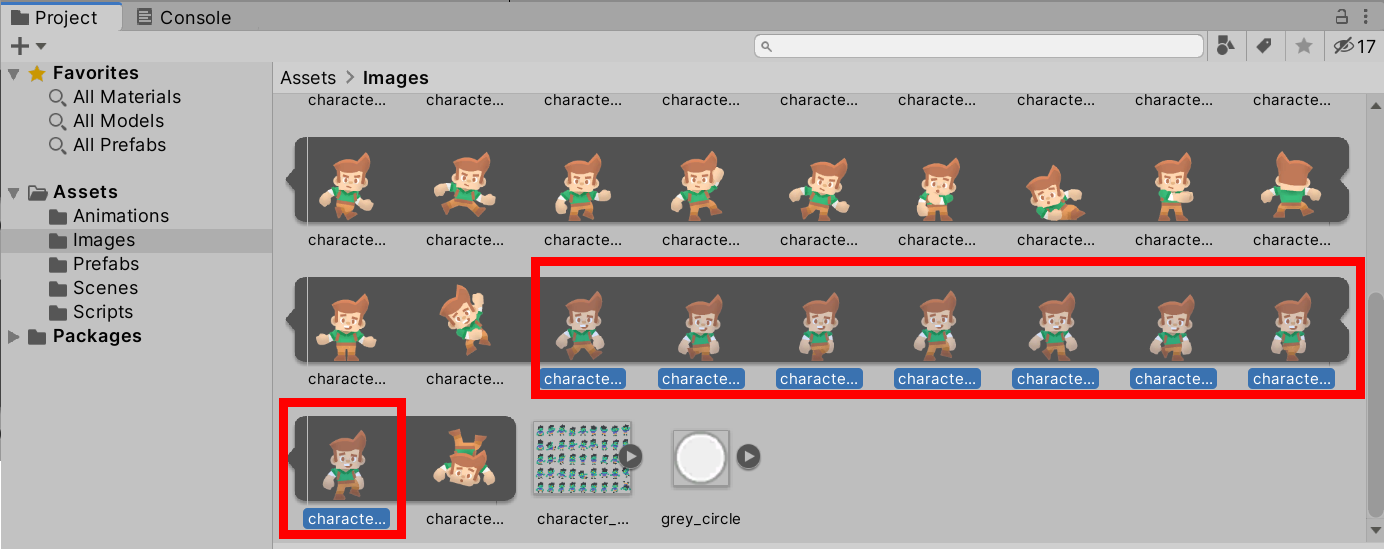 Project Console
17
Favorites
All Materials
All Models
All Prefabs
Assets
Animations
Images
Prefabs
Scenes
Scripts
Packages
Assets > Images
characte... characte... characte... characte... characte... characte... characte... characte... characte...
characte... characte... characte... characte... characte... characte... characte... characte... characte...
characte... characte... characte... characte... characte... characte... characte... characte... characte...
characte... characte... character_... grey_circle